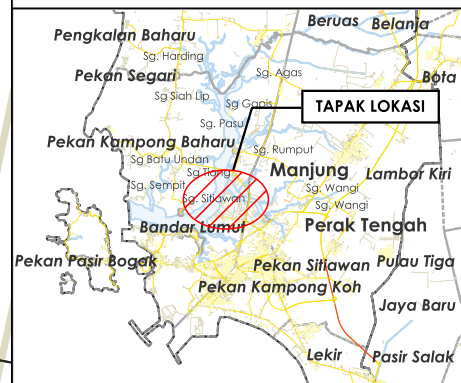 Beruas
Belanja
Pengkalan Baharu
Sg. Harding
Pekan Segari
Sg. Agas
Bota
Sg Siah Lip
Sg Gapis
TAPAK LOKASI
Sg. Pasu
Pekan Kampong Baharu
Sg. Rumput
Sg Batu Undan
Sg Tiang
Manjung
Lambor Kiri
Sg. Sempit
Sg. Wangi
Sg. Sitiawan
Sg. Wangi
Bandar Lumut
Perak Tengah
Pekan Pasir Bogak
Pekan Sitiawan
Pulau Tiga
Pekan Kampong Koh
Jaya Baru
Lekir
Pasir Salak